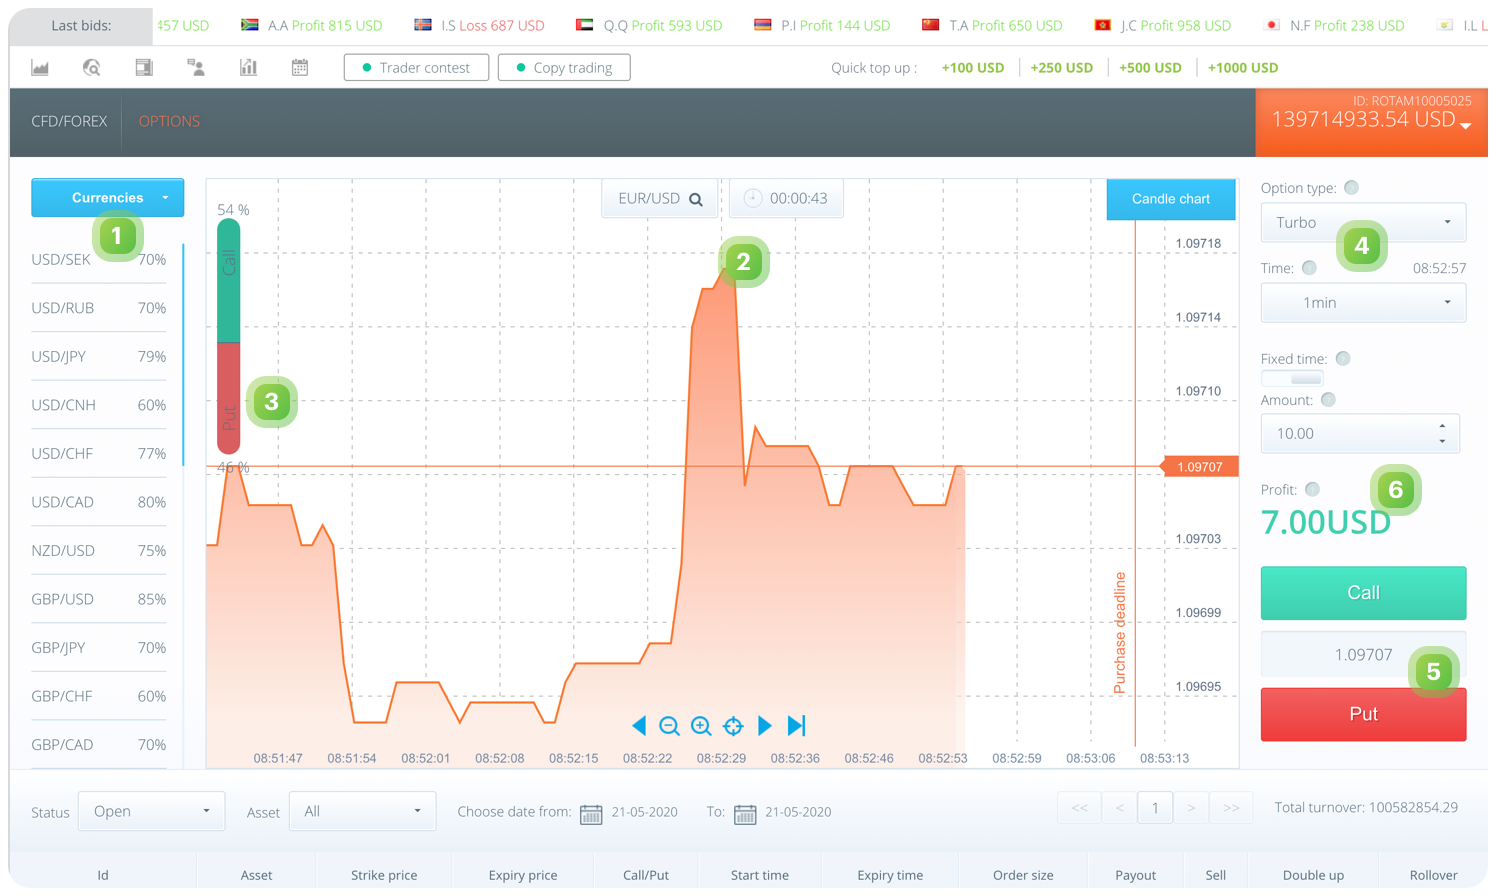 Last bids:
457 USD A.A Profit 815 USD I.S Loss 687 USD Q.Q Profit 593 USD P.I Profit 144 USD T.A Profit 650 USD J.C Profit 958 USD N.F Profit 238 USD I.L L
Trader contest Copy trading Quick top up : +100 USD +250 USD +500 USD +1000 USD
CFD/FOREX OPTIONS
ID: ROTAM10005025
139714933.54 USD
Currencies
1
USD/SEK 70%
USD/RUB 70%
USD/JPY 79%
USD/CNH 60%
USD/CHF 77%
USD/CAD 80%
NZD/USD 75%
GBP/USD 85%
GBP/JPY 70%
GBP/CHF 60%
GBP/CAD 70%
54 %
Call
Put
46 %
3
EUR/USD 00:00:43
Candle chart
2
1.09718
1.09714
1.09710
1.09707
1.09703
1.09699
1.09695
Purchase deadline
08:51:47 08:51:54 08:52:01 08:52:08 08:52:15 08:52:22 08:52:29 08:52:36 08:52:46 08:52:53 08:52:59 08:53:06 08:53:13
Option type:
Turbo
4
Time: 08:52:57
1min
Fixed time:
Amount:
10.00
6
Profit:
7.00USD
Call
1.09707
5
Put
Status Open Asset All Choose date from: 21-05-2020 To: 21-05-2020 << < 1 > >> Total turnover: 100582854.29
Id Asset Strike price Expiry price Call/Put Start time Expiry time Order size Payout Sell Double up Rollover